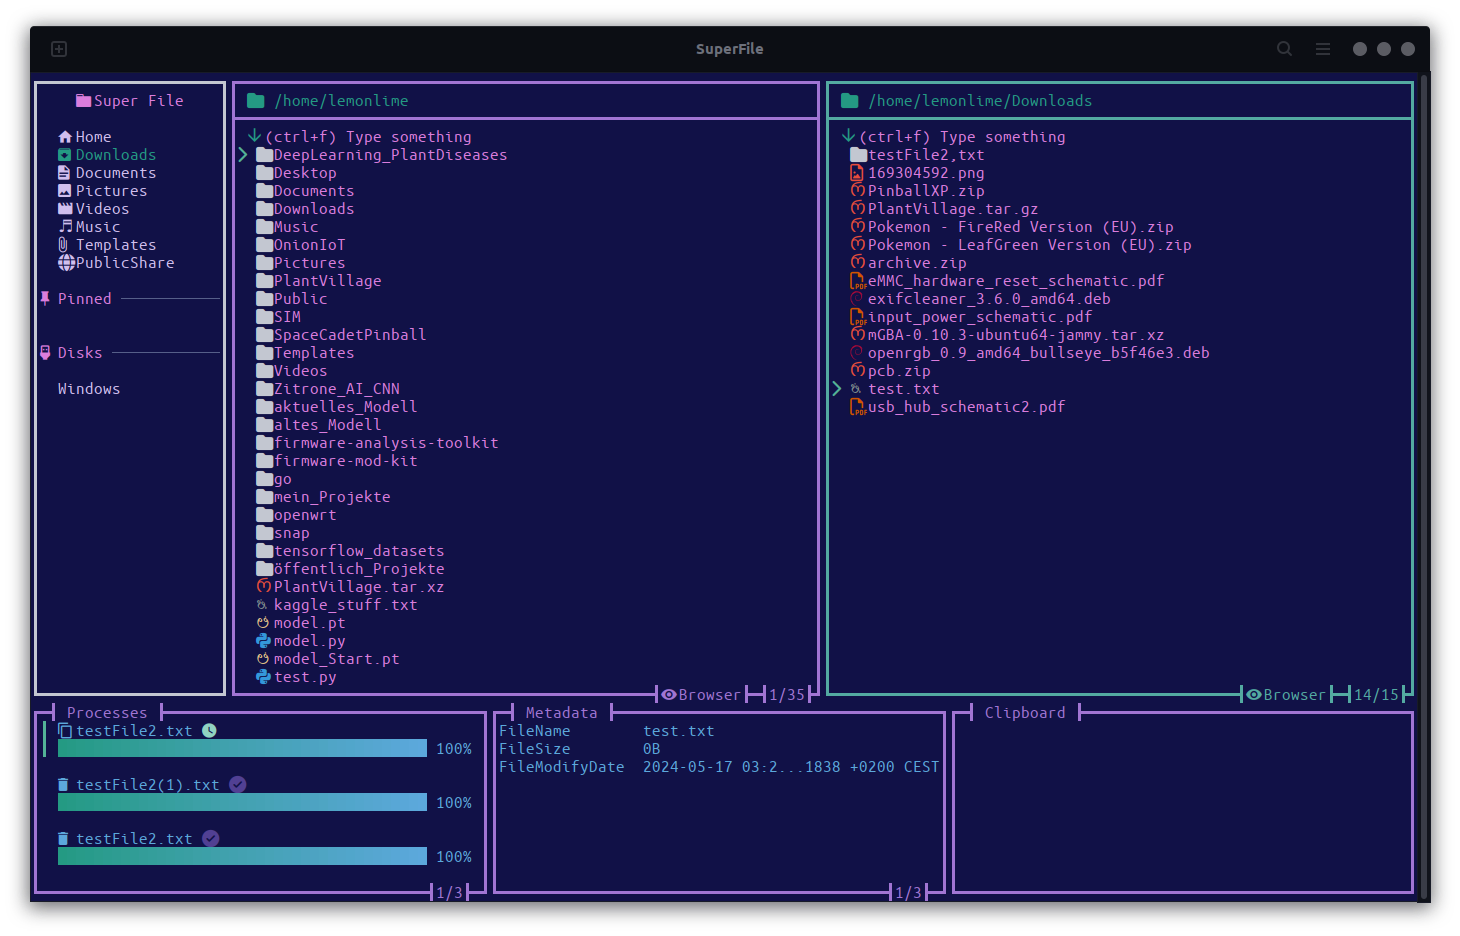 SuperFile
Super File
Home
Downloads
Documents
Pictures
Videos
Music
Templates
PublicShare
Pinned
Disks
Windows
/home/lemonlime
(ctrl+f) Type something
DeepLearning_PlantDiseases
Desktop
Documents
Downloads
Music
OnionIoT
Pictures
PlantVillage
Public
SIM
SpaceCadetPinball
Templates
Videos
Zitrone_AI_CNN
aktuelles_Modell
altes_Modell
firmware-analysis-toolkit
firmware-mod-kit
go
mein_Projekte
openwrt
snap
tensorflow_datasets
öffentlich_Projekte
PlantVillage.tar.xz
kaggle_stuff.txt
model.pt
model.py
model_Start.pt
test.py
Browser 1/35
/home/lemonlime/Downloads
(ctrl+f) Type something
testFile2,txt
169304592.png
PinballXP.zip
PlantVillage.tar.gz
Pokemon - FireRed Version (EU).zip
Pokemon - LeafGreen Version (EU).zip
archive.zip
eMMC_hardware_reset_schematic.pdf
exifcleaner_3.6.0_amd64.deb
input_power_schematic.pdf
mGBA-0.10.3-ubuntu64-jammy.tar.xz
openrgb_0.9_amd64_bullseye_b5f46e3.deb
pcb.zip
test.txt
usb_hub_schematic2.pdf
Browser 14/15
Processes
testFile2.txt
100%
testFile2(1).txt
100%
testFile2.txt
100%
1/3
Metadata
FileName test.txt
FileSize 0B
FileModifyDate 2024-05-17 03:2...1838 +0200 CEST
1/3
Clipboard